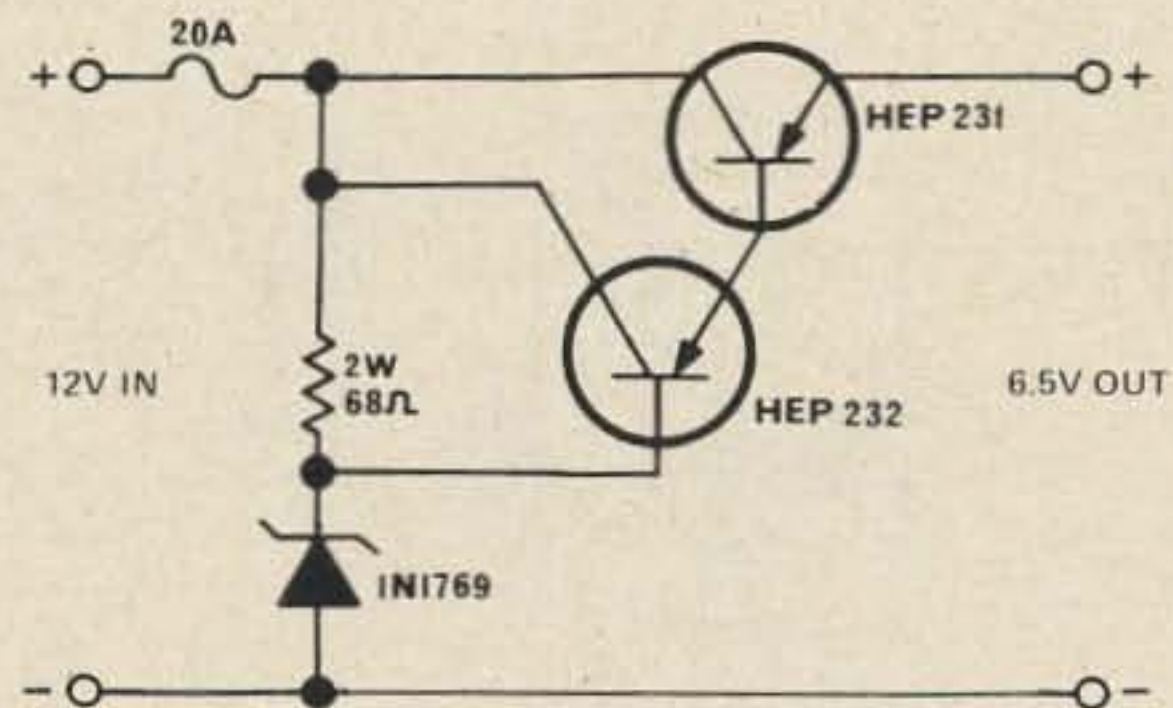 20A
+
+
HEP 231
12V IN
2W
68Ω
6.5V OUT
HEP 232
IN1769
-
-